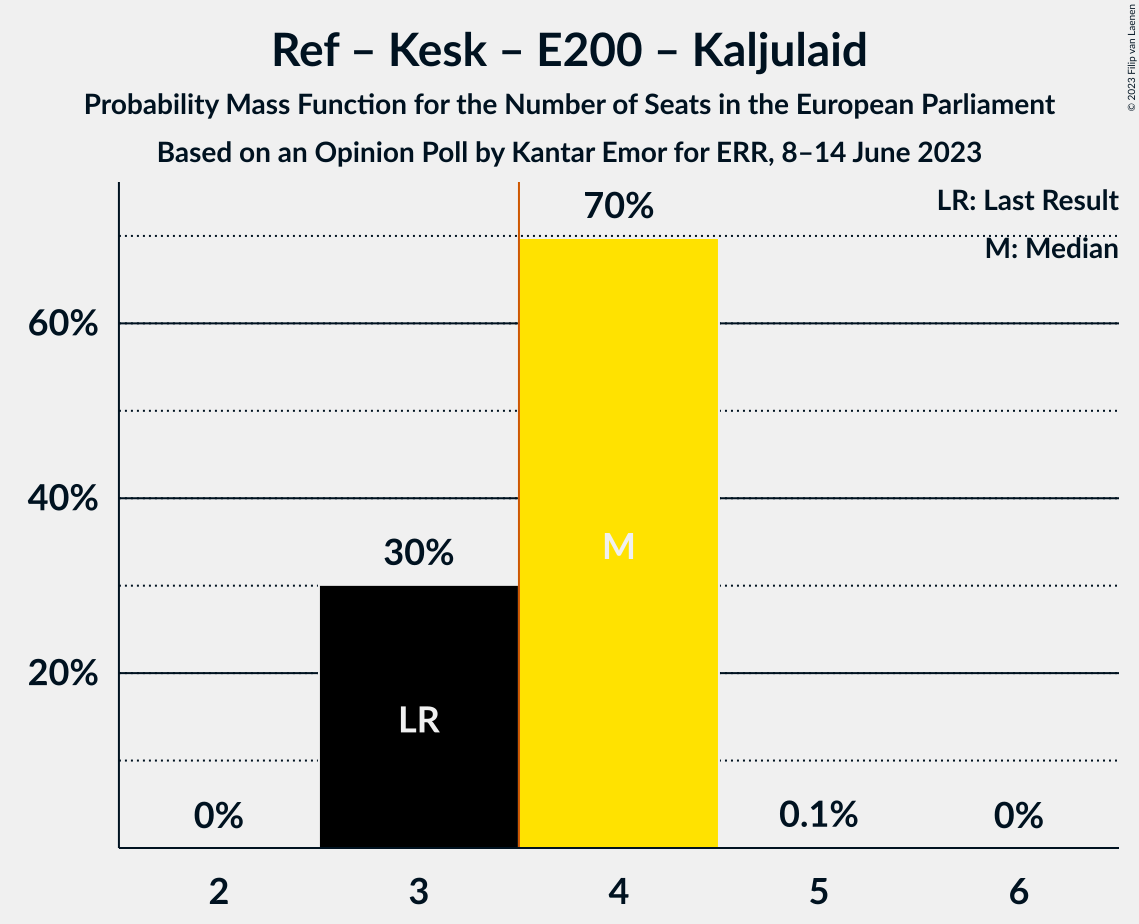 Ref – Kesk – E200 – Kaljulaid
Probability Mass Function for the Number of Seats in the European Parliament
Based on an Opinion Poll by Kantar Emor for ERR, 8–14 June 2023
© 2023 Filip van Laenen
LR: Last Result
M: Median
70%
60%
40%
30%
20%
M
LR
0%
0.1%
0%
2
3
4
5
6